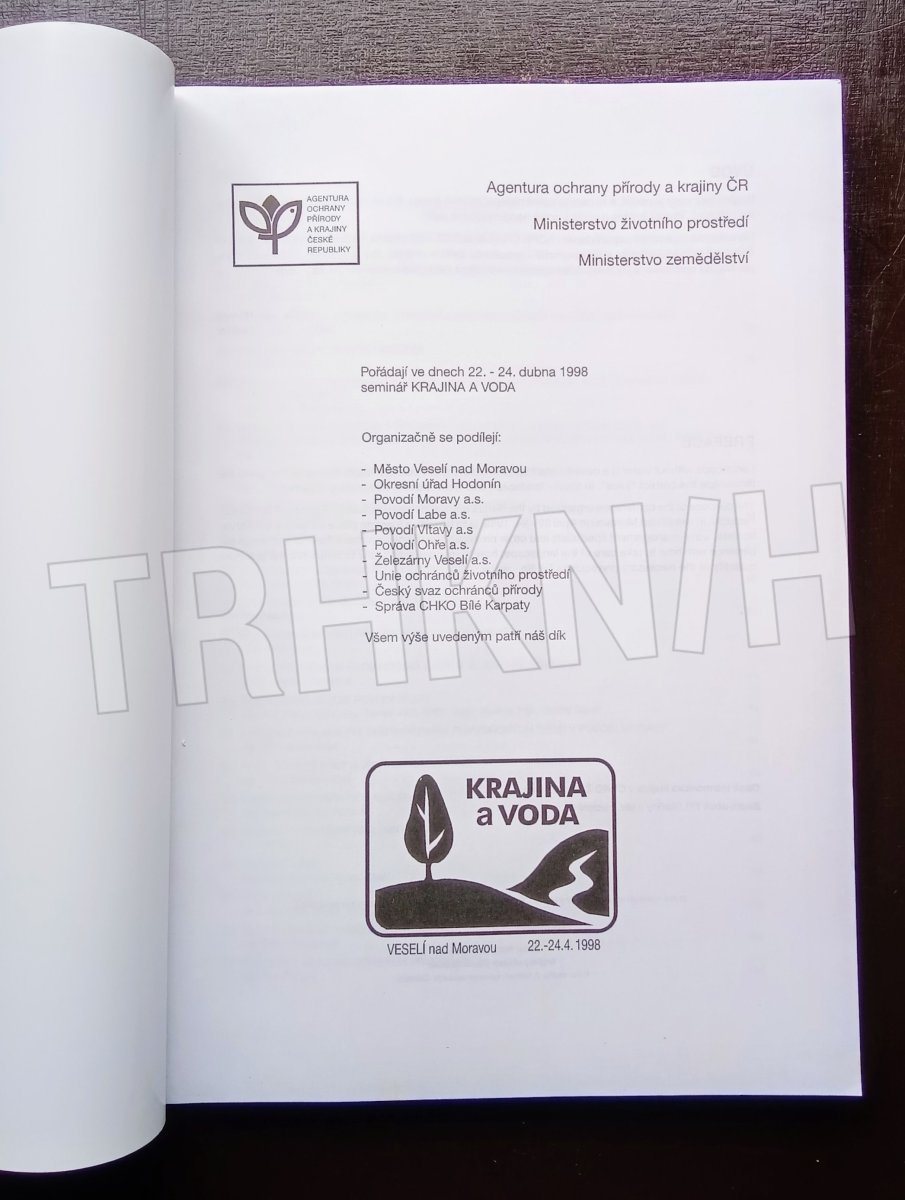 AGENTURA
OCHRANY
PŘÍRODY
A KRAJINY
ČESKÉ
REPUBLIKY
Agentura ochrany přírody a krajiny ČR
Ministerstvo životního prostředí
Ministerstvo zemědělství
Pořádají ve dnech 22. - 24. dubna 1998
seminář KRAJINA A VODA
Organizačně se podílejí:
- Město Veselí nad Moravou
- Okresní úřad Hodonín
- Povodí Moravy a.s.
- Povodí Labe a.s.
- Povodí Vltavy a.s
- Povodí Ohře a.s.
- Železárny Veselí a.s.
- Unie ochránců životního prostředí
- Český svaz ochránců přírody
- Správa CHKO Bílé Karpaty
Všem výše uvedeným patří náš dík
TRHKNIH
KRAJINA
a VODA
VESELÍ nad Moravou 22.-24.4.1998